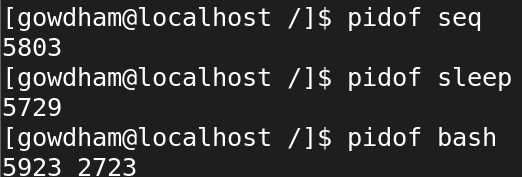 [gowdham@localhost /]$ pidof seq
5803
[gowdham@localhost /]$ pidof sleep
5729
[gowdham@localhost /]$ pidof bash
5923 2723